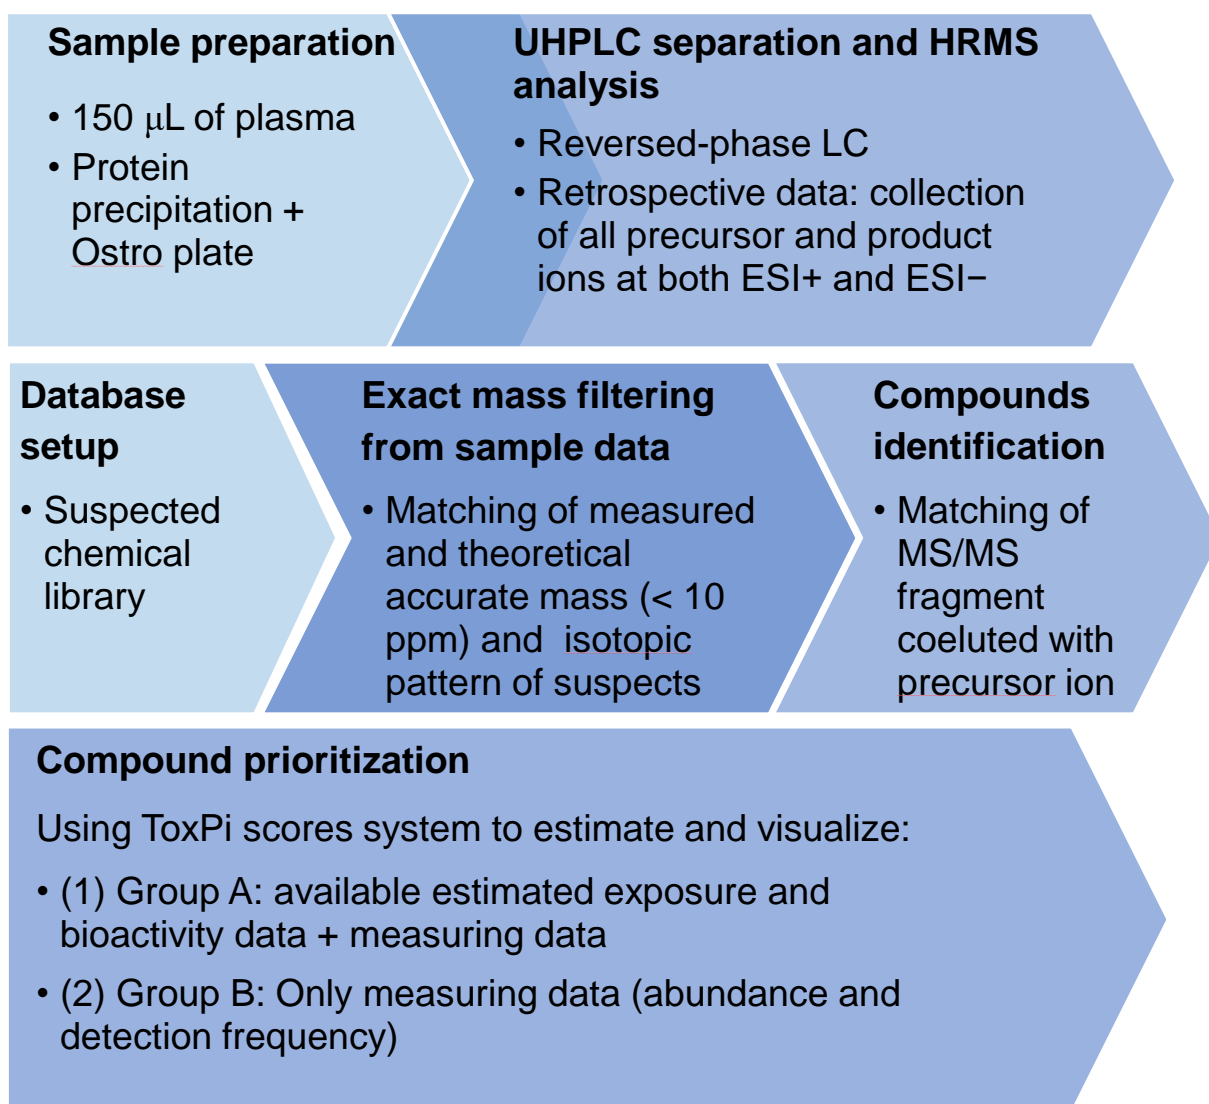 Sample preparation
• 150 μL of plasma
• Protein
precipitation +
Ostro plate
UHPLC separation and HRMS
analysis
• Reversed-phase LC
• Retrospective data: collection
of all precursor and product
ions at both ESI+ and ESI−
Database
setup
• Suspected
chemical
library
Exact mass filtering
from sample data
• Matching of measured
and theoretical
accurate mass (< 10
ppm) and  isotopic
pattern of suspects
Compounds
identification
• Matching of
MS/MS
fragment
coeluted with
precursor ion
Compound prioritization
Using ToxPi scores system to estimate and visualize:
• (1) Group A: available estimated exposure and
bioactivity data + measuring data
• (2) Group B: Only measuring data (abundance and
detection frequency)